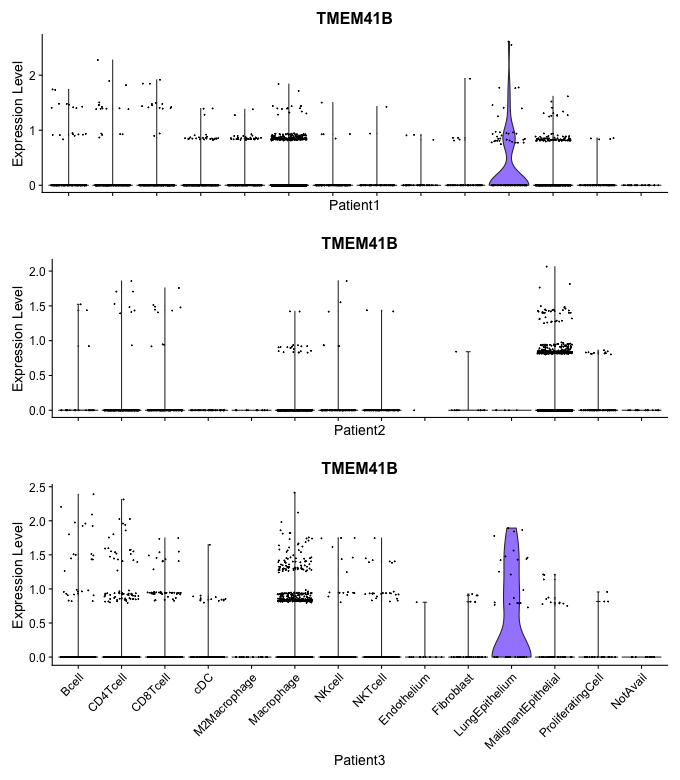 TMEM41B
Expression Level
2
1
0
Patient1
TMEM41B
Expression Level
2.0
1.5
1.0
0.5
0.0
Patient2
TMEM41B
Expression Level
2.5
2.0
1.5
1.0
0.5
0.0
Bcell
CD4Tcell
CD8Tcell
cDC
M2Macrophage
Macrophage
NKcell
NKTcell
Endothelium
Fibroblast
LungEpithelium
MalignantEpithelial
ProliferatingCell
NotAvail
Patient3